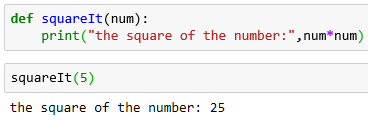 def squareIt(num):
    print("the square of the number:",num*num)
squareIt(5)
the square of the number: 25